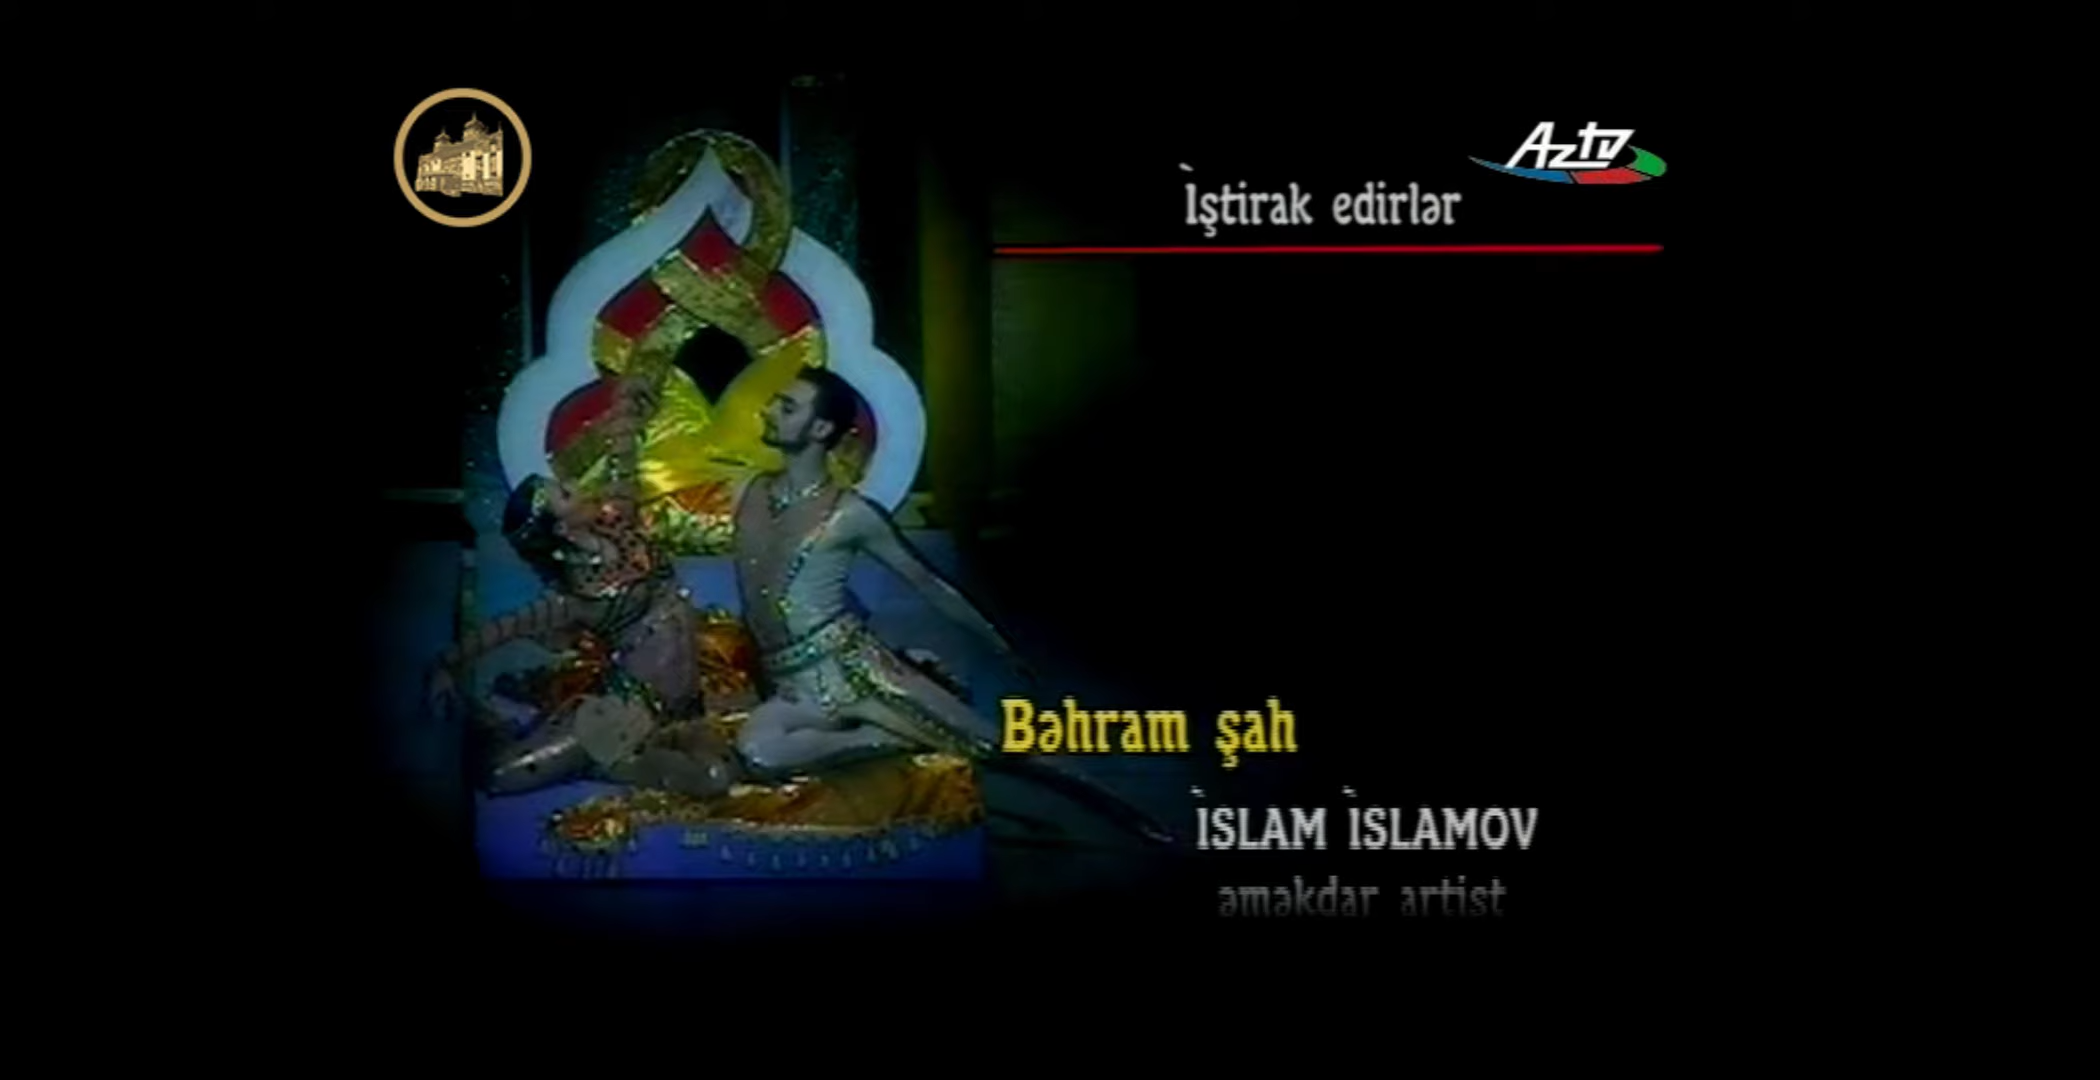 AZTV
İştirak edirlər
Bəhram şah
İSLAM İSLAMOV
əməkdar artist